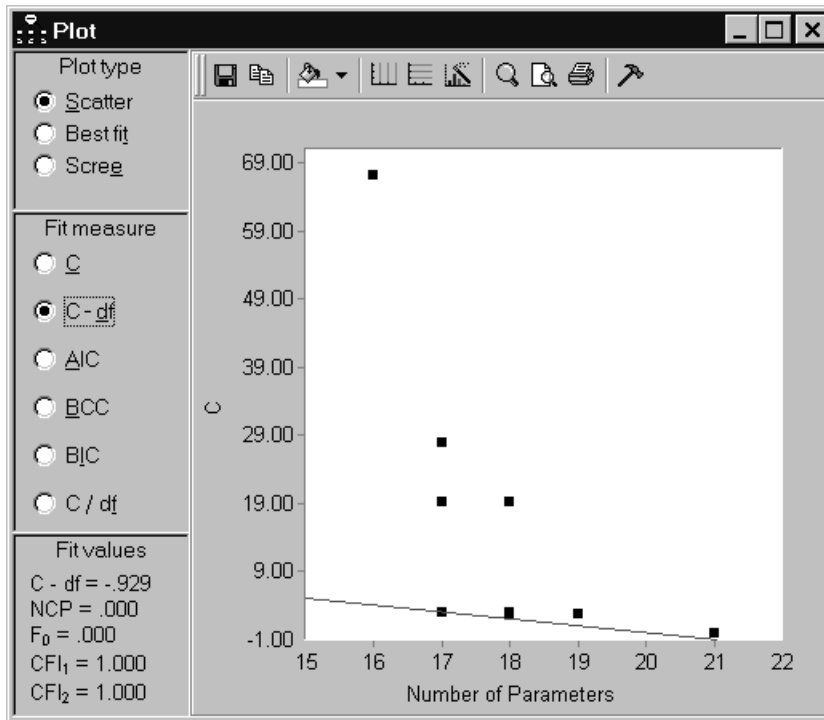 Plot
Plot type
Scatter
Best fit
Scree
Fit measure
C
C - df
AIC
BCC
BIC
C / df
Fit values
C - df = -.929
NCP = .000
F0 = .000
CFI1 = 1.000
CFI2 = 1.000
69.00
59.00
49.00
39.00
29.00
19.00
9.00
-1.00
C
15 16 17 18 19 20 21 22
Number of Parameters